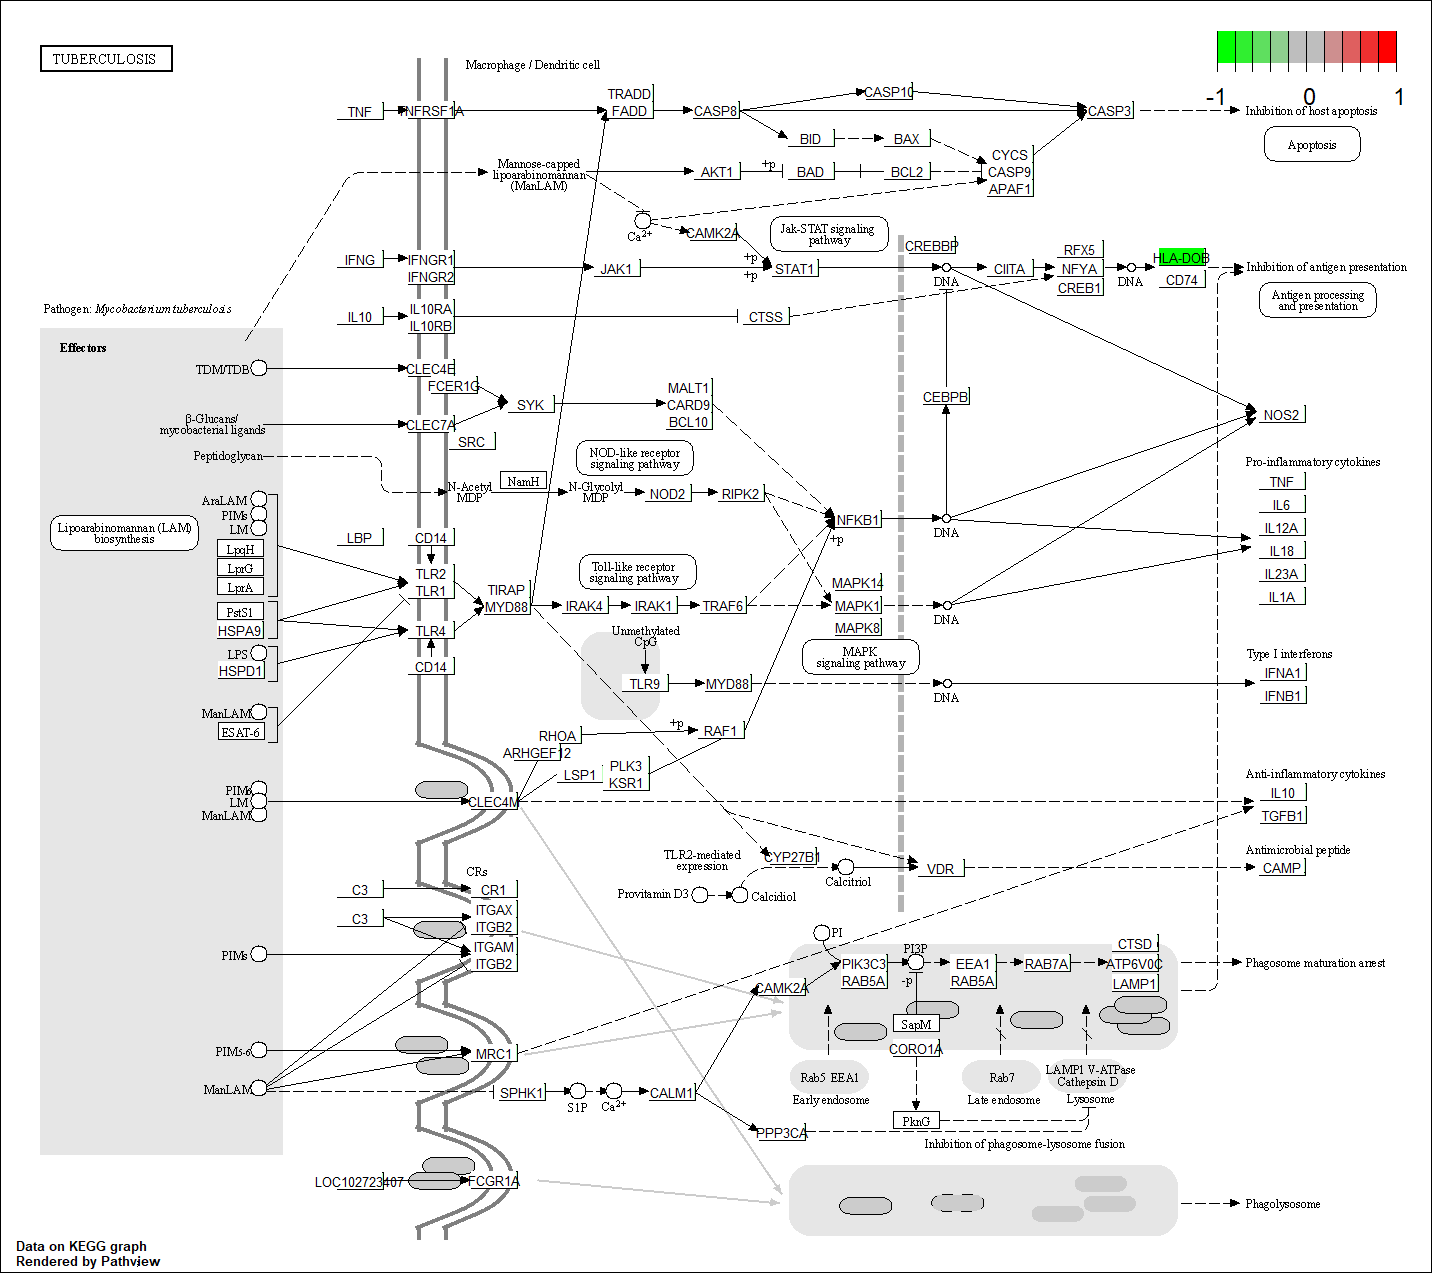 TUBERCULOSIS
Macrophage / Dendritic cell
-1
0
1
TNF
TNFRSF1A
TRADD
FADD
CASP8
CASP10
CASP3
Inhibition of host apoptosis
Apoptosis
BID
BAX
CYCS
CASP9
APAF1
Mannose-capped
lipoarabinomannan
(ManLAM)
AKT1
+p
BAD
BCL2
Ca2+
CAMK2A
Jak-STAT signaling
pathway
IFNG
IFNGR1
IFNGR2
JAK1
+p
+p
STAT1
CREBBP
DNA
CIITA
RFX5
NFYA
CREB1
DNA
HLA-DOB
CD74
Inhibition of antigen presentation
Antigen processing
and presentation
Pathogen: Mycobacterium tuberculosis
IL10
IL10RA
IL10RB
CTSS
Effectors
TDM/TDB
CLEC4E
FCER1G
SYK
MALT1
CARD9
BCL10
CEBPB
NOS2
β-Glucans/
mycobacterial ligands
CLEC7A
SRC
Peptidoglycan
NOD-like receptor
signaling pathway
Pro-inflammatory cytokines
N-Acetyl
MDP
NamH
N-Glycolyl
MDP
NOD2
RIPK2
TNF
IL6
IL12A
IL18
IL23A
IL1A
AraLAM
PIMs
LM
Lipoarabinomannan (LAM)
biosynthesis
LpqH
LprG
LprA
PstS1
HSPA9
LPS
HSPD1
ManLAM
ESAT-6
LBP
CD14
TLR2
TLR1
TLR4
CD14
TIRAP
MYD88
Toll-like receptor
signaling pathway
IRAK4
IRAK1
TRAF6
NFKB1
+p
DNA
MAPK14
MAPK1
MAPK8
DNA
MAPK
signaling pathway
Unmethylated
CpG
TLR9
MYD88
DNA
Type I interferons
IFNA1
IFNB1
RHOA
ARHGEF12
+p
RAF1
LSP1
PLK3
KSR1
PIMs
LM
ManLAM
CLEC4M
Anti-inflammatory cytokines
IL10
TGFB1
TLR2-mediated
expression
CYP27B1
Provitamin D3
Calcidiol
Calcitriol
VDR
Antimicrobial peptide
CAMP
CRs
C3
CR1
C3
ITGAX
ITGB2
ITGAM
ITGB2
PIMs
PI
PIK3C3
RAB5A
PI3P
-p
EEA1
RAB5A
RAB7A
CTSD
ATP6V0C
LAMP1
Phagosome maturation arrest
CAMK2A
SapM
CORO1A
PIM5-6
MRC1
ManLAM
SPHK1
S1P
Ca2+
CALM1
PPP3CA
Rab5 EEA1
Early endosome
Rab7
Late endosome
LAMP1 V-ATPase
Cathepsin D
Lysosome
PknG
Inhibition of phagosome-lysosome fusion
LOC102723407
FCGR1A
Phagolysosome
Data on KEGG graph
Rendered by Pathview